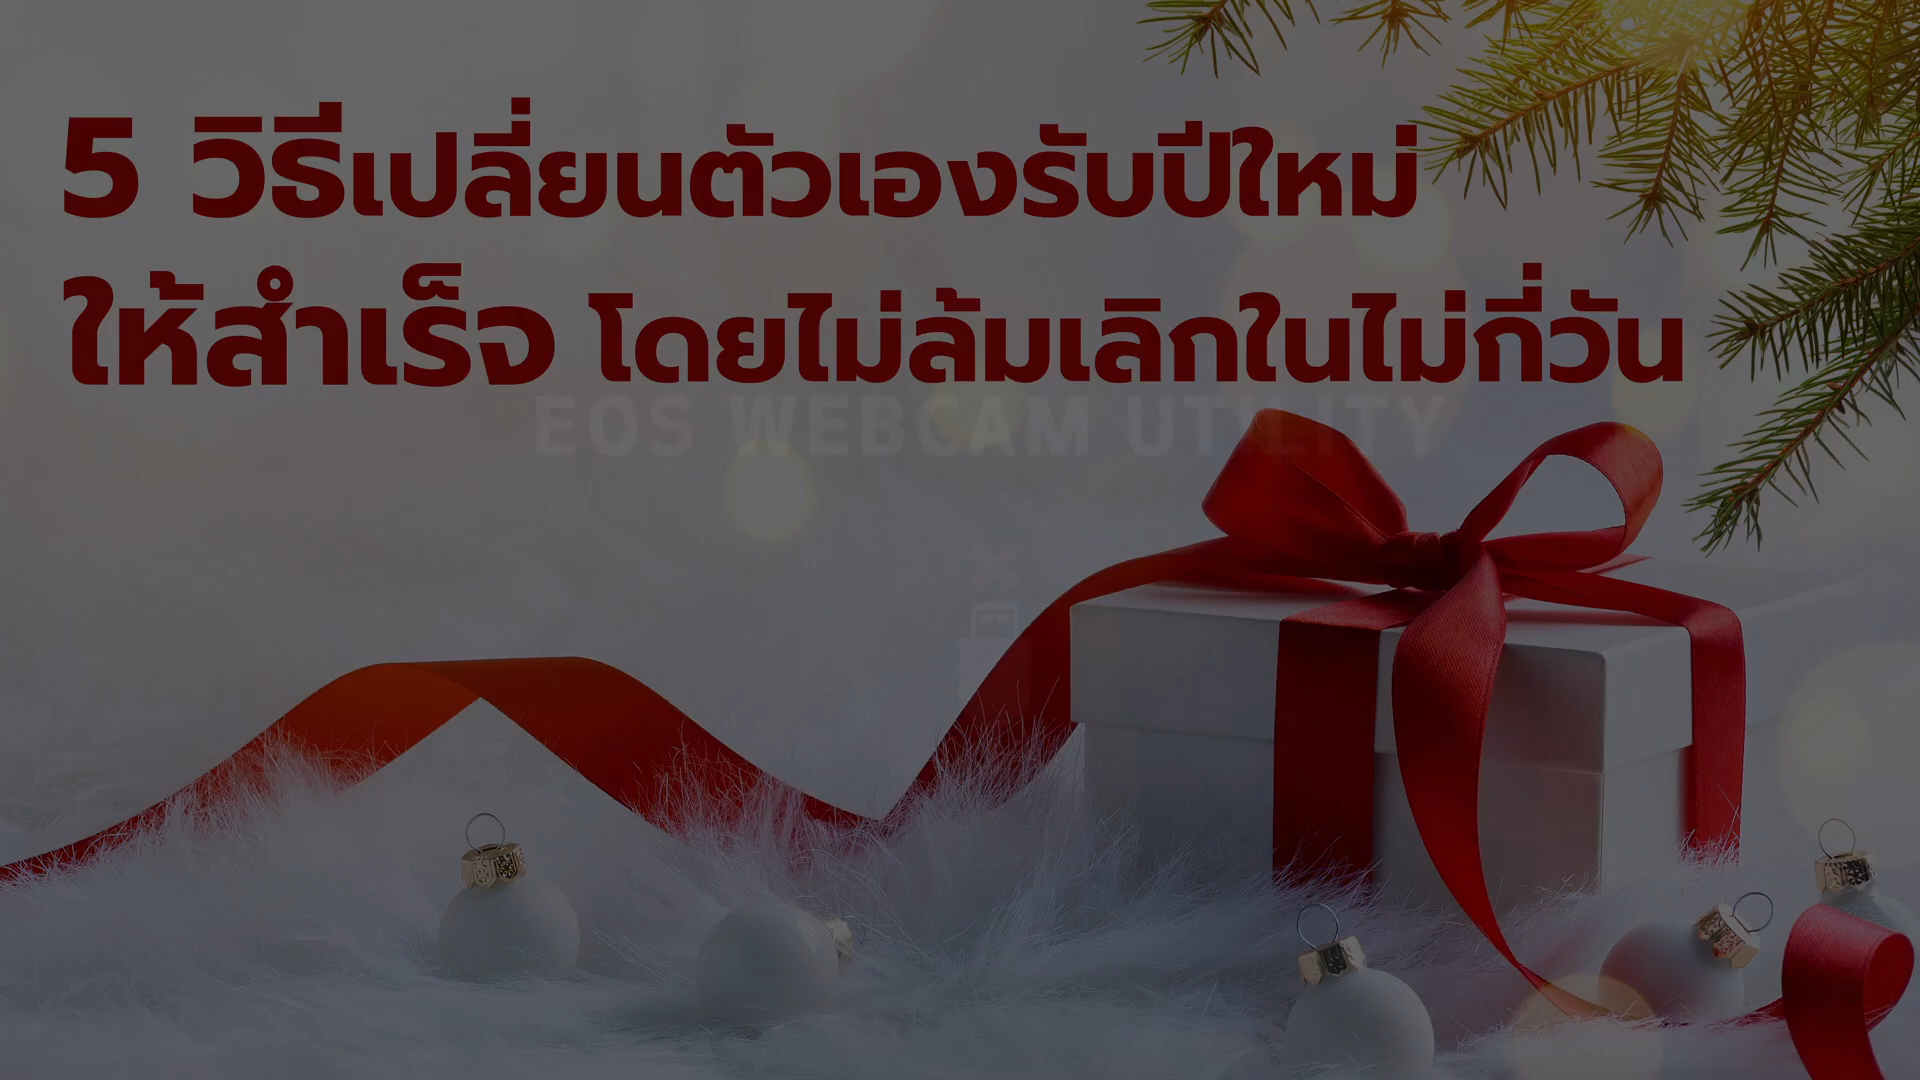 5 วิธีเปลี่ยนตัวเองรับปีใหม่
ให้สำเร็จ โดยไม่ล้มเลิกในไม่กี่วัน
EOS WEBCAM UTILITY